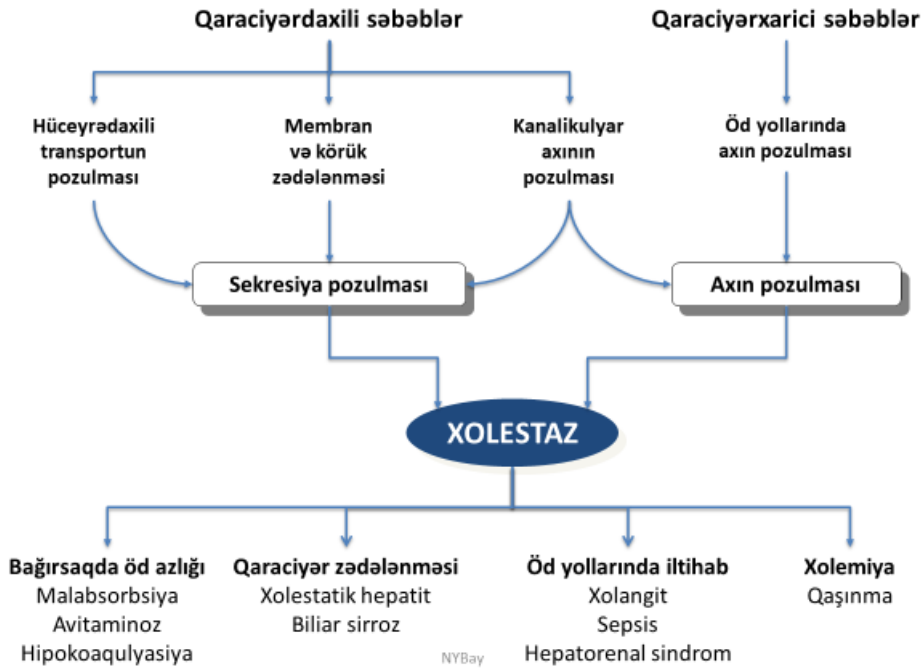 Qaraciyərdaxili səbəblər
Qaraciyərxarici səbəblər
Hüceyrədaxili
transportun
pozulması
Membran
və körük
zədələnməsi
Kanalikulyar
axının
pozulması
Öd yollarında
axın pozulması
Sekresiya pozulması
Axın pozulması
XOLESTAZ
Bağırsaqda öd azlığı
Malabsorbsiya
Avitaminoz
Hipokoaqulyasiya
Qaraciyər zədələnməsi
Xolestatik hepatit
Biliar sirroz
Öd yollarında iltihab
Xolangit
Sepsis
Hepatorenal sindrom
Xolemiya
Qaşınma
NYBay